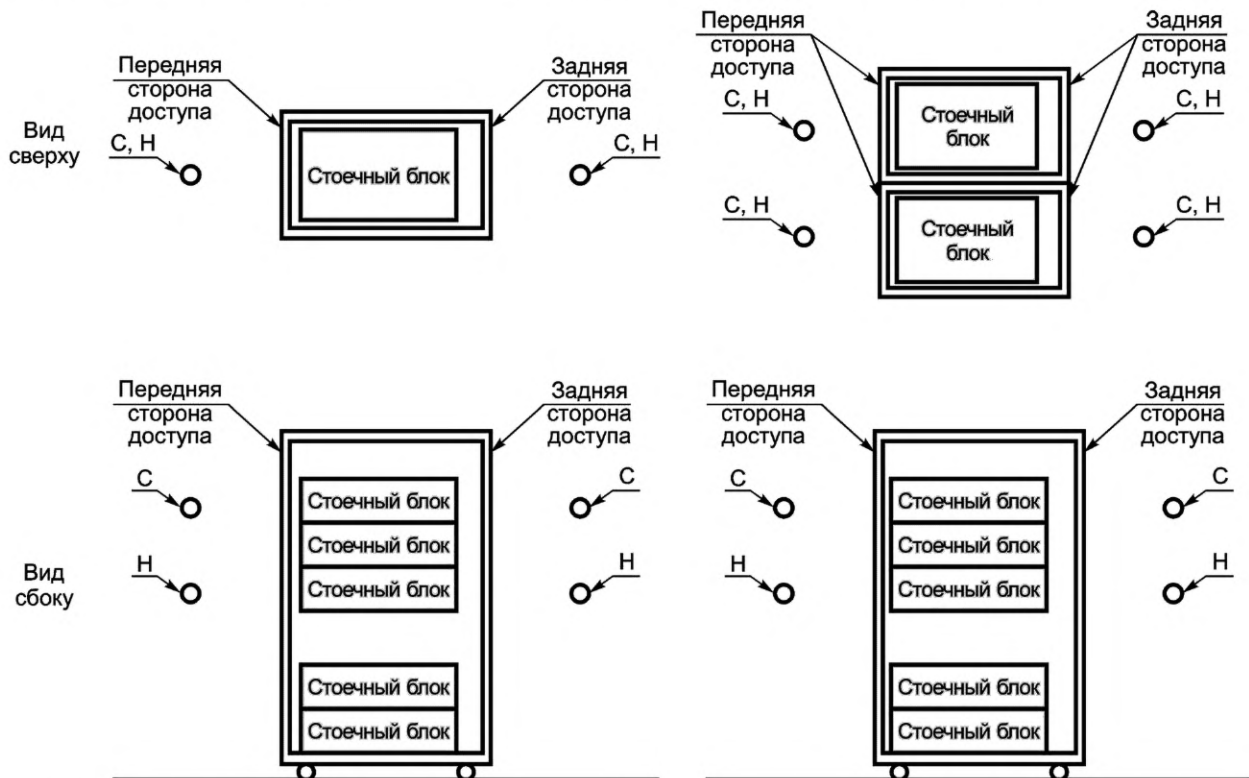 Передняя
сторона
доступа
Задняя
сторона
доступа
Вид
сверху
С, Н
Стоечный блок
С, Н
Передняя
сторона
доступа
Задняя
сторона
доступа
С, Н
Стоечный
блок
С, Н
С, Н
Стоечный
блок
С, Н
Передняя
сторона
доступа
Задняя
сторона
доступа
Вид
сбоку
С
Н
Стоечный блок
Стоечный блок
Стоечный блок
Стоечный блок
Стоечный блок
С
Н
Передняя
сторона
доступа
Задняя
сторона
доступа
С
Н
Стоечный блок
Стоечный блок
Стоечный блок
Стоечный блок
Стоечный блок
С
Н